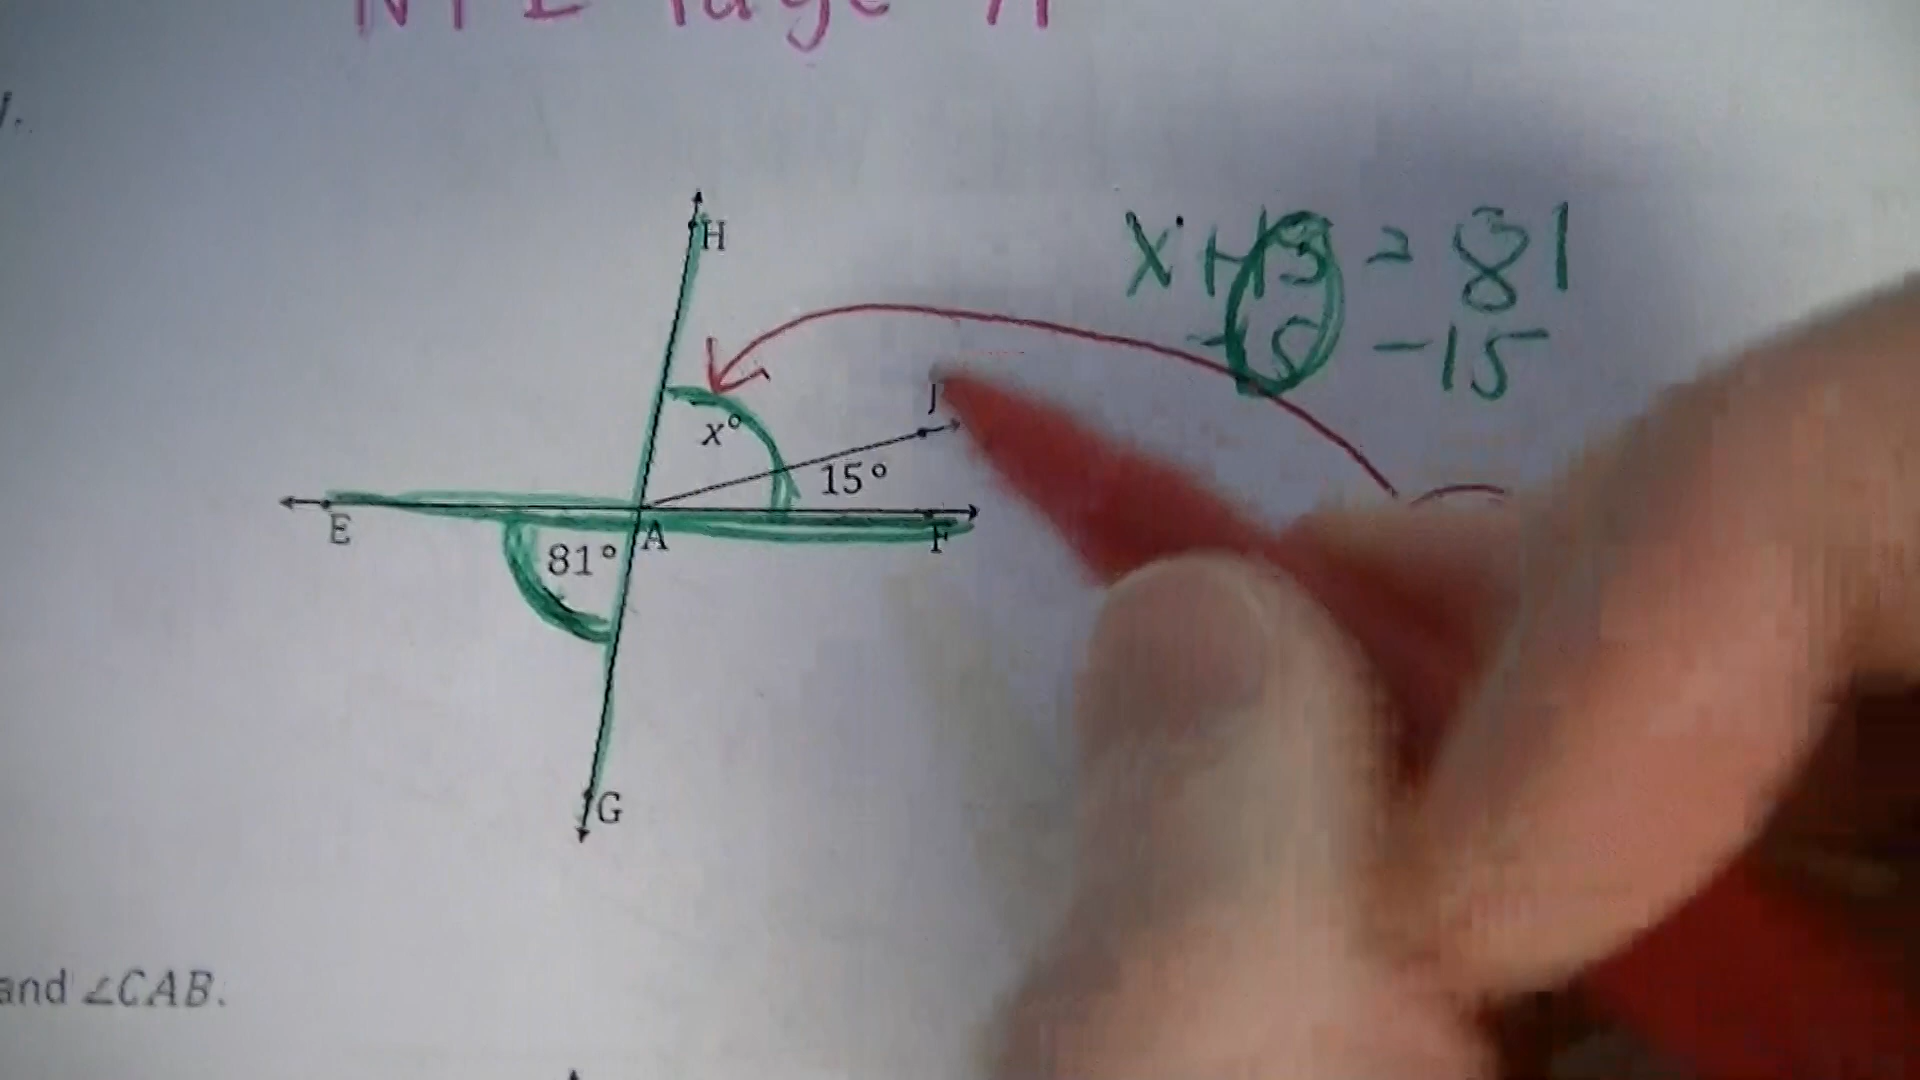 H
x + 15 = 81
- 15 - 15
J
x°
15°
E
A
F
81°
G
and ∠CAB.